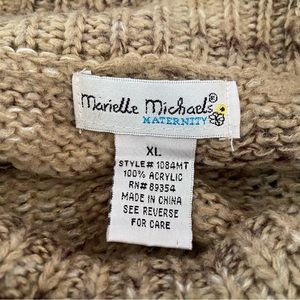 Marielle Michaels®
MATERNITY
XL
STYLE# 1084MT
100% ACRYLIC
RN# 89354
MADE IN CHINA
SEE REVERSE
FOR CARE